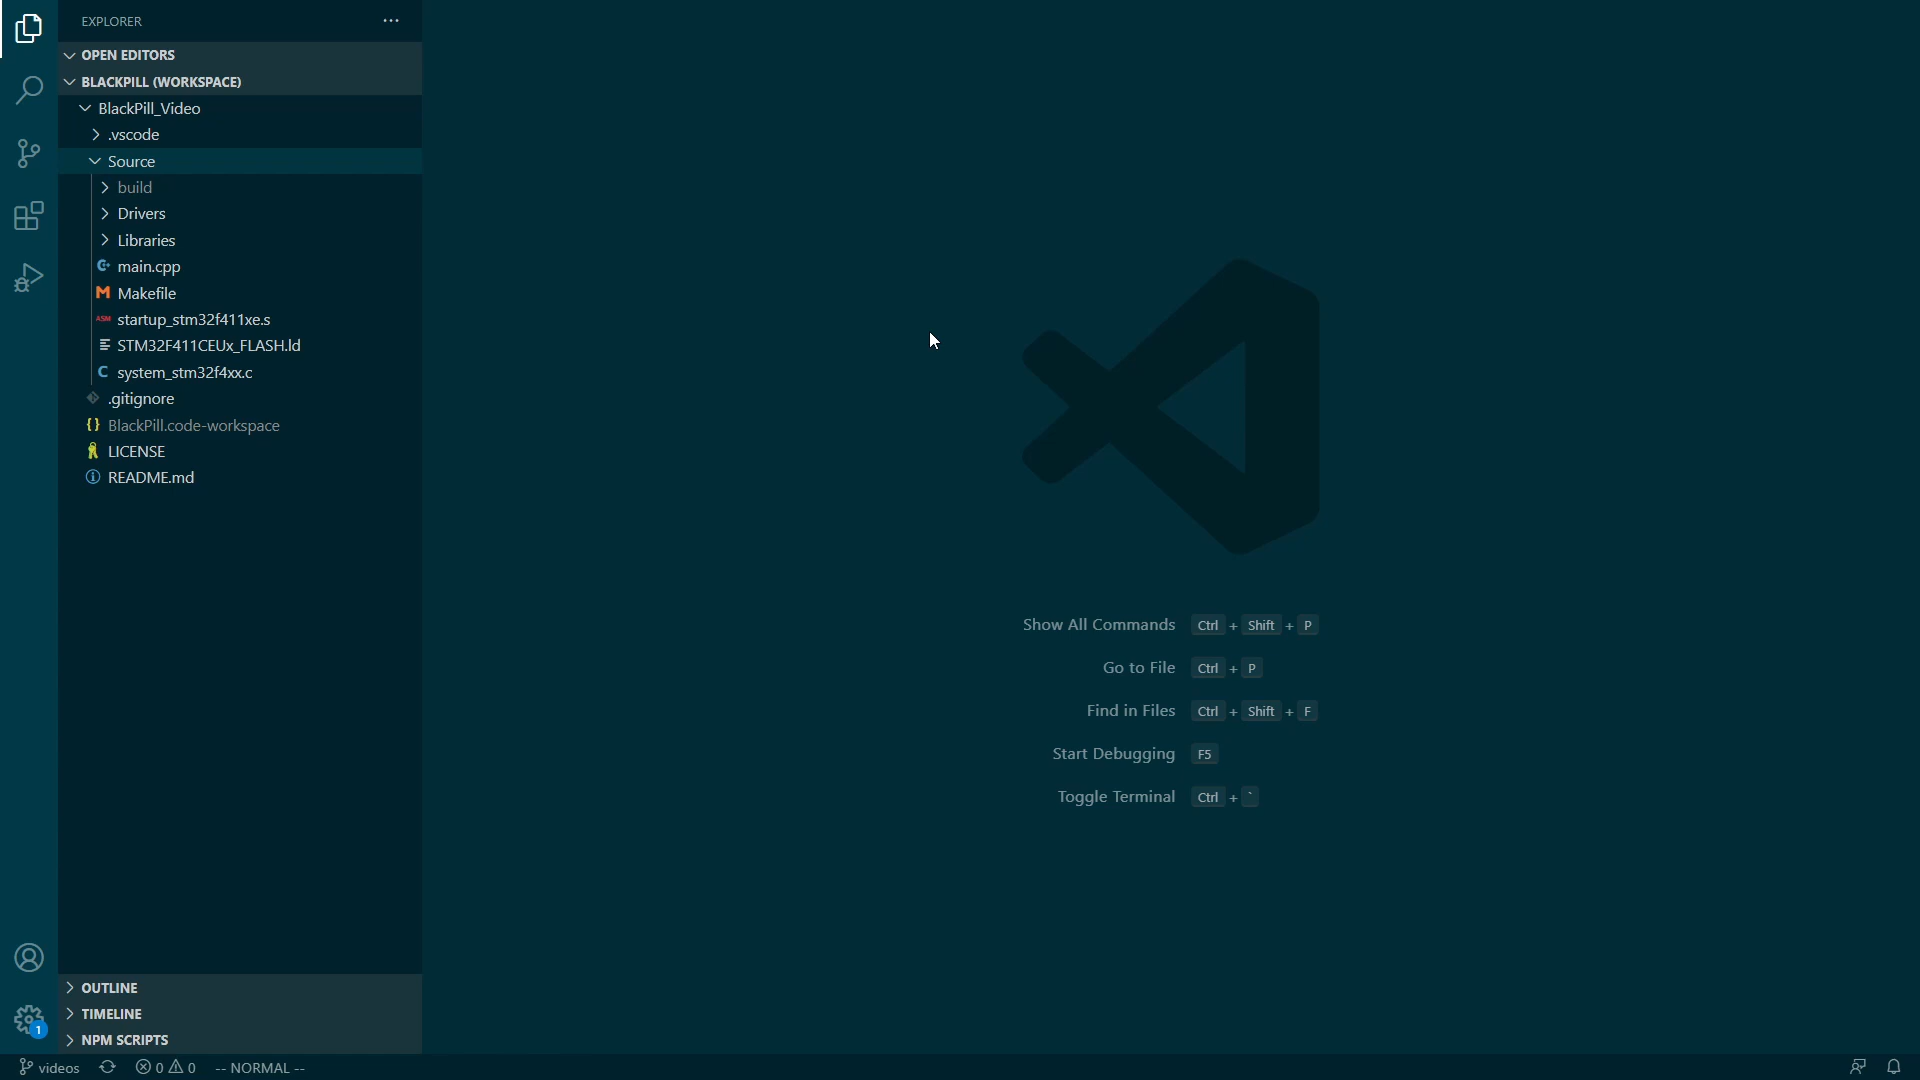 EXPLORER
OPEN EDITORS
BLACKPILL (WORKSPACE)
BlackPill_Video
.vscode
Source
build
Drivers
Libraries
main.cpp
M Makefile
ASM startup_stm32f411xe.s
STM32F411CEUx_FLASH.ld
C system_stm32f4xx.c
.gitignore
{} BlackPill.code-workspace
LICENSE
README.md
Show All Commands Ctrl + Shift + P
Go to File Ctrl + P
Find in Files Ctrl + Shift + F
Start Debugging F5
Toggle Terminal Ctrl + `
OUTLINE
TIMELINE
1
NPM SCRIPTS
videos 0 0 -- NORMAL --